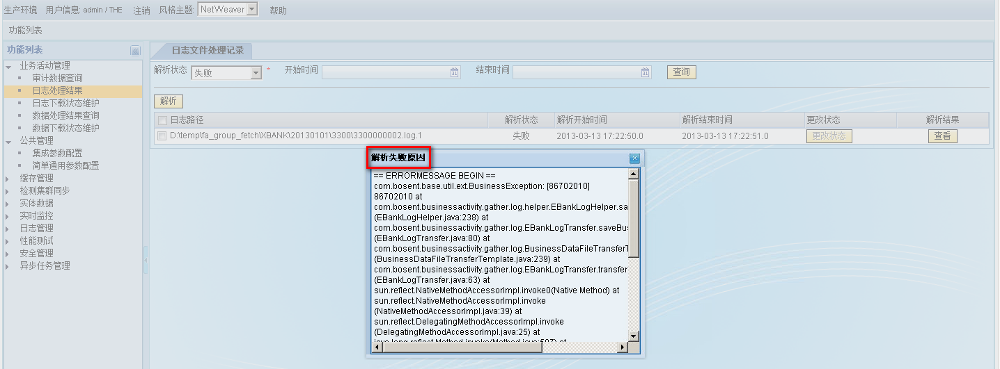 生产环境 用户信息: admin / THE 注销 风格主题: NetWeaver 帮助
功能列表
功能列表
业务活动管理
审计数据查询
日志处理结果
日志下载状态维护
数据处理结果查询
数据下载状态维护
公共管理
集成参数配置
简单通用参数配置
缓存管理
检测集群同步
实体数据
实时监控
日志管理
性能测试
安全管理
异步任务管理
日志文件处理记录
解析状态 失败 * 开始时间 31 结束时间 31 查询
解析
日志路径 解析状态 解析开始时间 解析结束时间 更改状态 解析结果
D:\temp\fa_group_fetch\XBANK\20130101\3300\3300000002.log.1 失败 2013-03-13 17:22:50.0 2013-03-13 17:22:51.0 更改状态 查看
解析失败原因
== ERRORMESSAGE BEGIN ==
com.bosent.base.util.ext.BusinessException: [86702010]
86702010 at
com.bosent.businessactivity.gather.log.helper.EBankLogHelper.sa
(EBankLogHelper.java:238) at
com.bosent.businessactivity.gather.log.EBankLogTransfer.saveBus
(EBankLogTransfer.java:80) at
com.bosent.businessactivity.gather.log.BusinessDataFileTransferT
(BusinessDataFileTransferTemplate.java:239) at
com.bosent.businessactivity.gather.log.EBankLogTransfer.transfer
(EBankLogTransfer.java:63) at
sun.reflect.NativeMethodAccessorImpl.invoke0(Native Method) at
sun.reflect.NativeMethodAccessorImpl.invoke
(NativeMethodAccessorImpl.java:39) at
sun.reflect.DelegatingMethodAccessorImpl.invoke
(DelegatingMethodAccessorImpl.java:25) at
java.lang.reflect.Method.invoke(Method.java:597) at